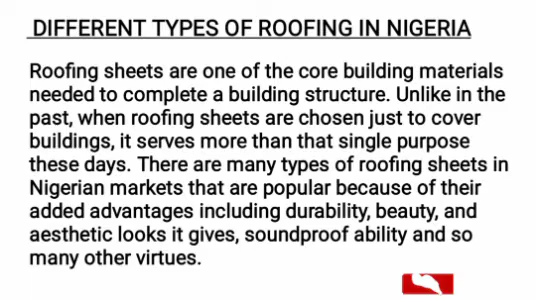 DIFFERENT TYPES OF ROOFING IN NIGERIA
Roofing sheets are one of the core building materials
needed to complete a building structure. Unlike in the
past, when roofing sheets are chosen just to cover
buildings, it serves more than that single purpose
these days. There are many types of roofing sheets in
Nigerian markets that are popular because of their
added advantages including durability, beauty, and
aesthetic looks it gives, soundproof ability and so
many other virtues.